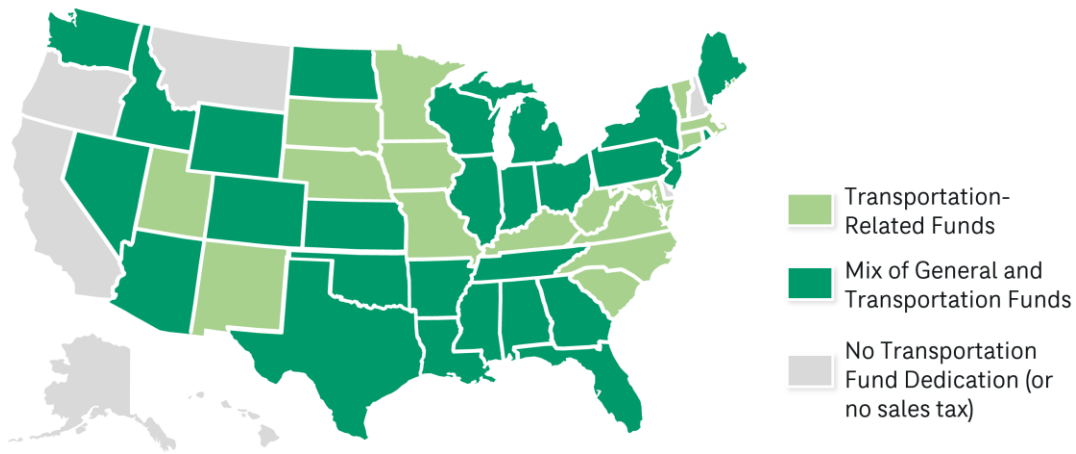 Transportation-
Related Funds
Mix of General and
Transportation Funds
No Transportation
Fund Dedication (or
no sales tax)